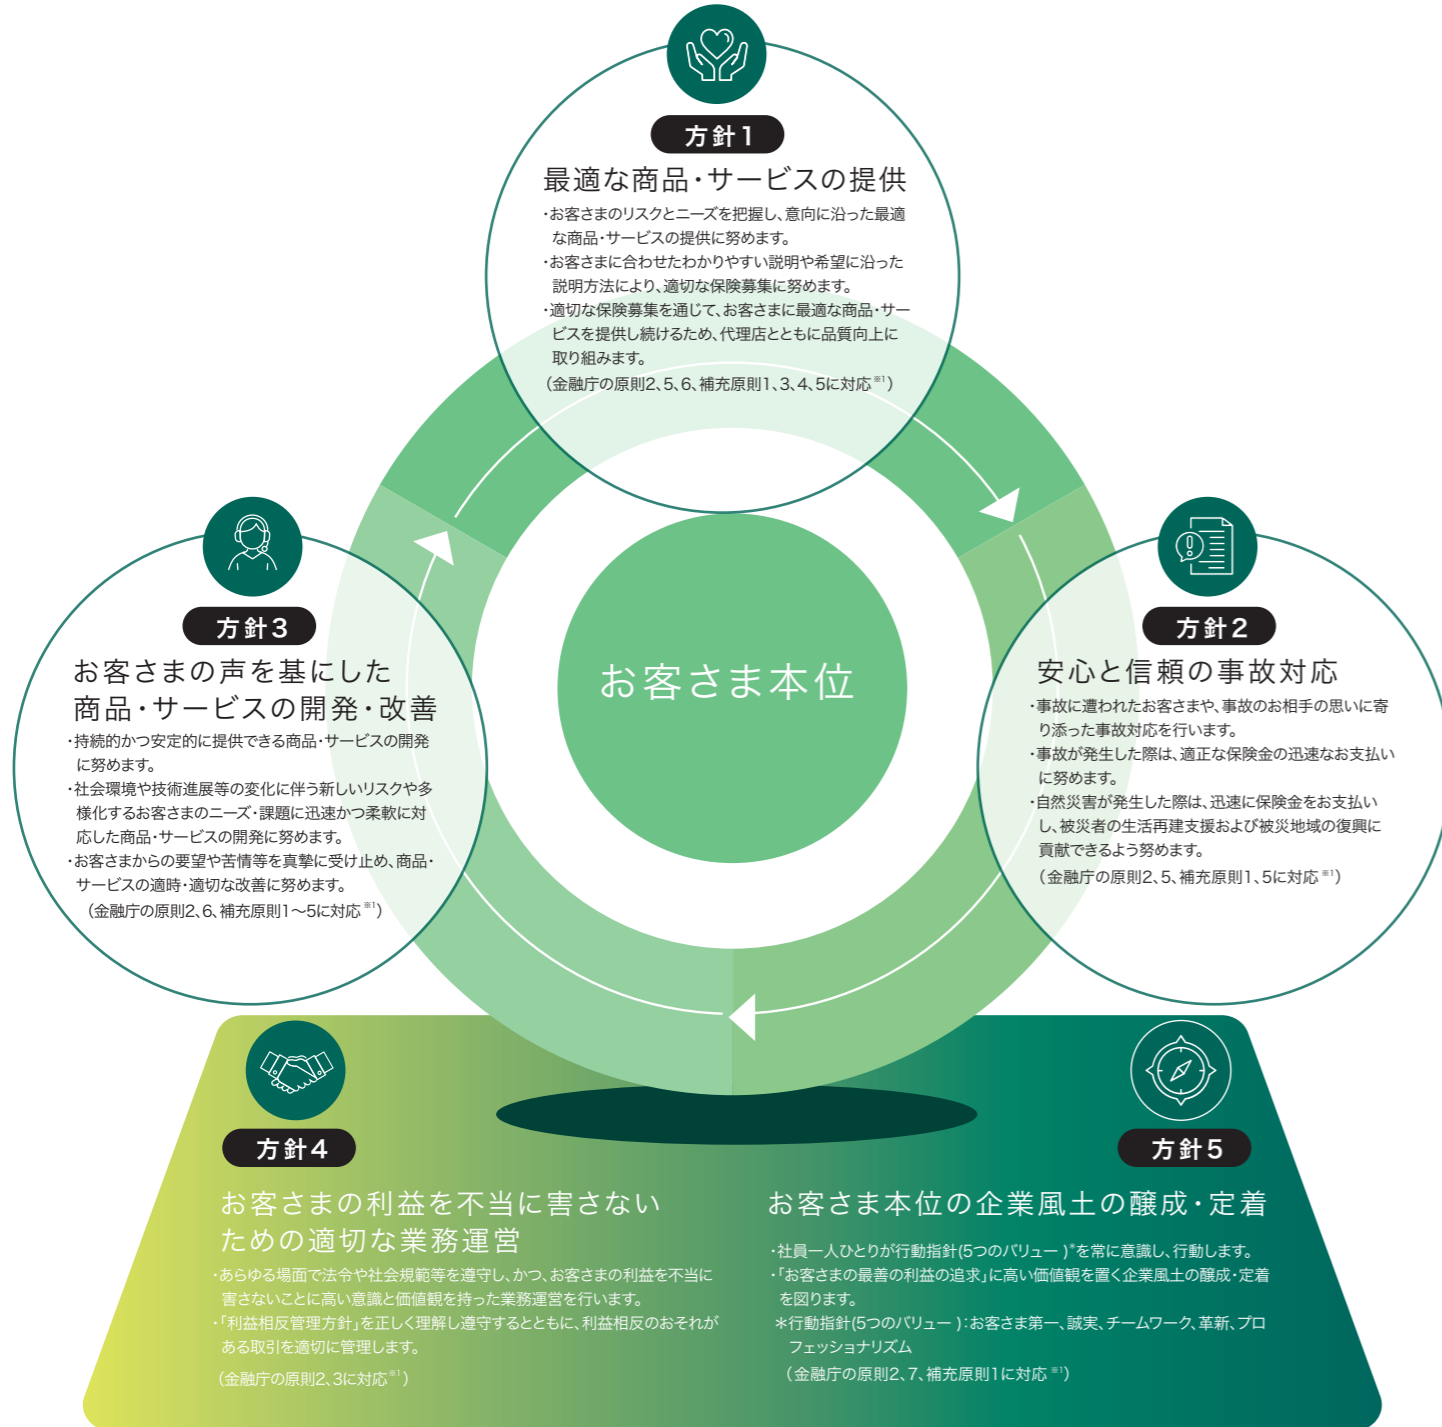 方針1
最適な商品・サービスの提供
・お客さまのリスクとニーズを把握し、意向に沿った最適
な商品・サービスの提供に努めます。
・お客さまに合わせたわかりやすい説明や希望に沿った
説明方法により、適切な保険募集に努めます。
・適切な保険募集を通じて、お客さまに最適な商品・サー
ビスを提供し続けるため、代理店とともに品質向上に
取り組みます。
(金融庁の原則2、5、6、補充原則1、3、4、5に対応※1)
お客さま本位
方針2
安心と信頼の事故対応
・事故に遭われたお客さまや、事故のお相手の思いに寄
り添った事故対応を行います。
・事故が発生した際は、適正な保険金の迅速なお支払い
に努めます。
・自然災害が発生した際は、迅速に保険金をお支払い
し、被災者の生活再建支援および被災地域の復興に
貢献できるよう努めます。
(金融庁の原則2、5、補充原則1、5に対応※1)
方針3
お客さまの声を基にした
商品・サービスの開発・改善
・持続的かつ安定的に提供できる商品・サービスの開発
に努めます。
・社会環境や技術進展等の変化に伴う新しいリスクや多
様化するお客さまのニーズ・課題に迅速かつ柔軟に対
応した商品・サービスの開発に努めます。
・お客さまからの要望や苦情等を真摯に受け止め、商品・
サービスの適時・適切な改善に努めます。
(金融庁の原則2、6、補充原則1〜5に対応※1)
方針4
お客さまの利益を不当に害さない
ための適切な業務運営
・あらゆる場面で法令や社会規範等を遵守し、かつ、お客さまの利益を不当に
害さないことに高い意識と価値観を持った業務運営を行います。
・「利益相反管理方針」を正しく理解し遵守するとともに、利益相反のおそれが
ある取引を適切に管理します。
(金融庁の原則2、3に対応※1)
方針5
お客さま本位の企業風土の醸成・定着
・社員一人ひとりが行動指針(5つのバリュー)*を常に意識し、行動します。
・「お客さまの最善の利益の追求」に高い価値観を置く企業風土の醸成・定着
を図ります。
*行動指針(5つのバリュー):お客さま第一、誠実、チームワーク、革新、プロ
フェッショナリズム
(金融庁の原則2、7、補充原則1に対応※1)